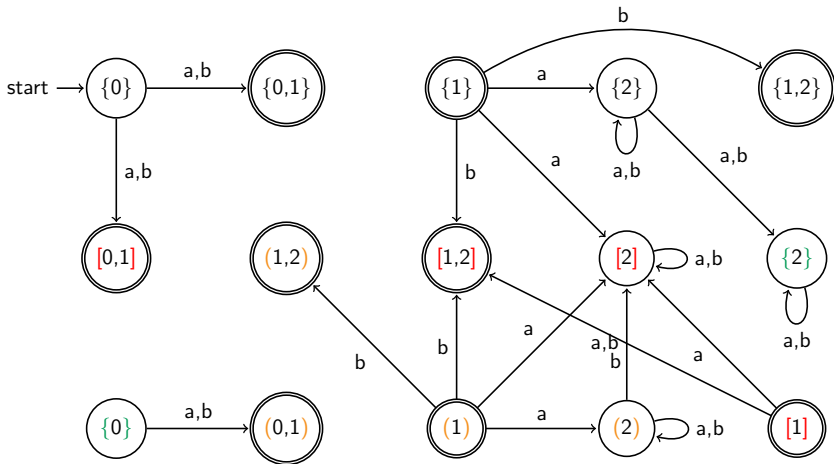 b
a,b
a
start
{0}
{0,1}
{1}
{2}
{1,2}
a,b
b
a
a,b
a,b
[0,1]
(1,2)
[1,2]
[2]
a,b
{2}
b
b
a
a,b
b
a
a,b
a,b
a
{0}
(0,1)
(1)
(2)
a,b
[1]